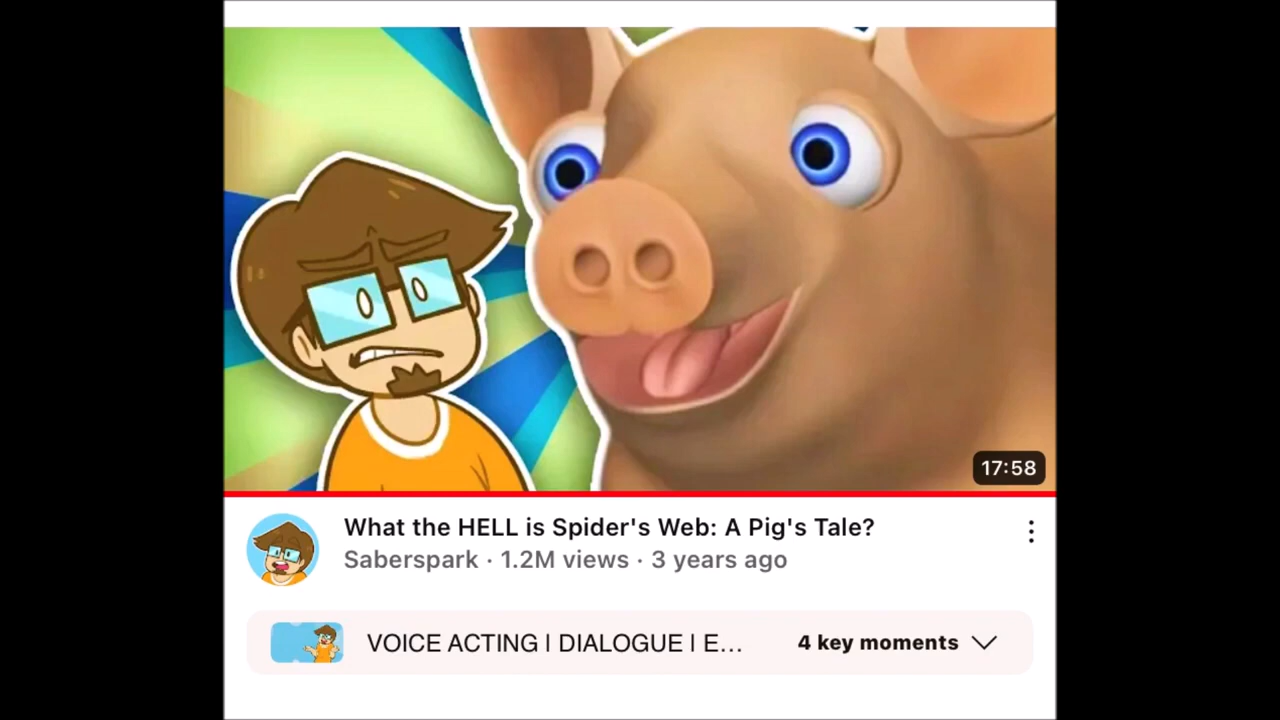 17:58
What the HELL is Spider's Web: A Pig's Tale?
Saberspark · 1.2M views · 3 years ago
VOICE ACTING | DIALOGUE | E... 4 key moments